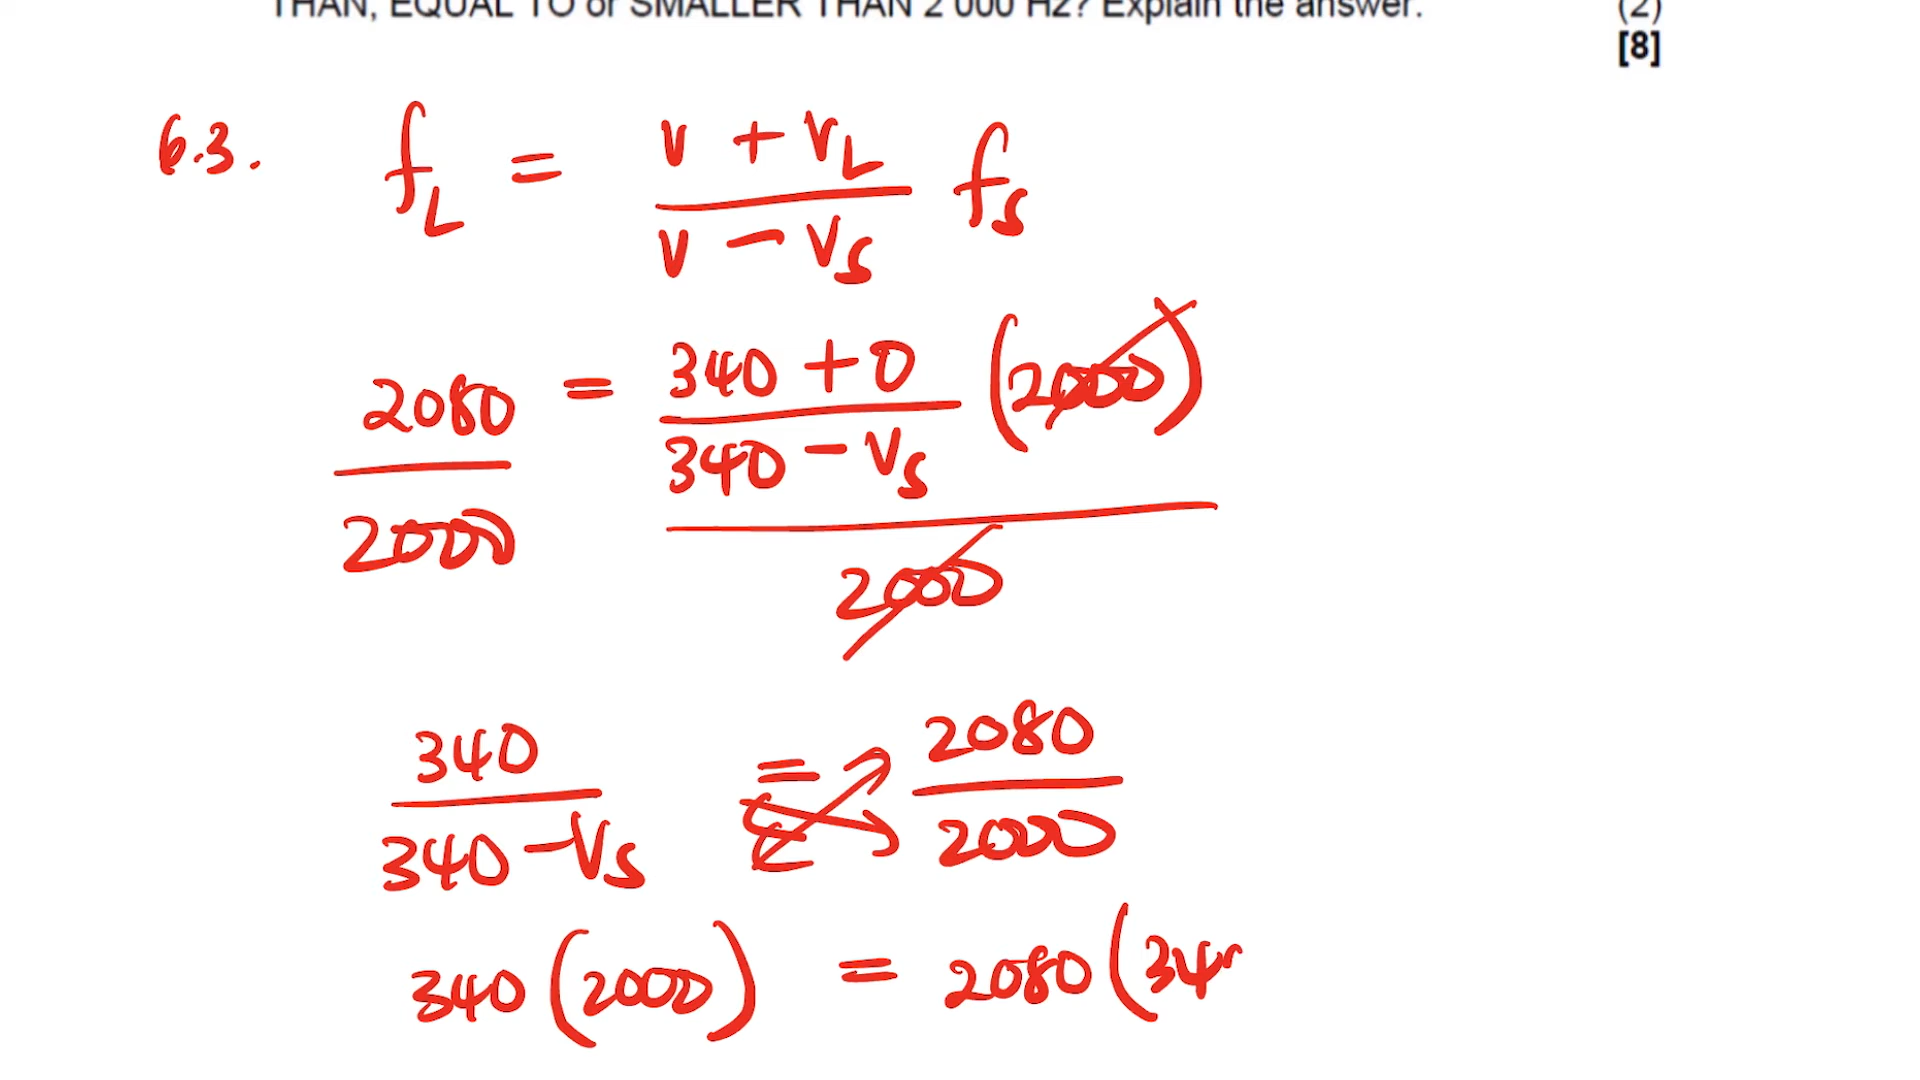 THAN, EQUAL TO or SMALLER THAN 2 000 Hz? Explain the answer. (2)
[8]
6.3. f_L = (v + v_L)/(v - v_s) f_s
2080/2000 = (340 + 0)/(340 - v_s) (2000)/2000
340/(340 - v_s) = 2080/2000
340 (2000) = 2080 (340